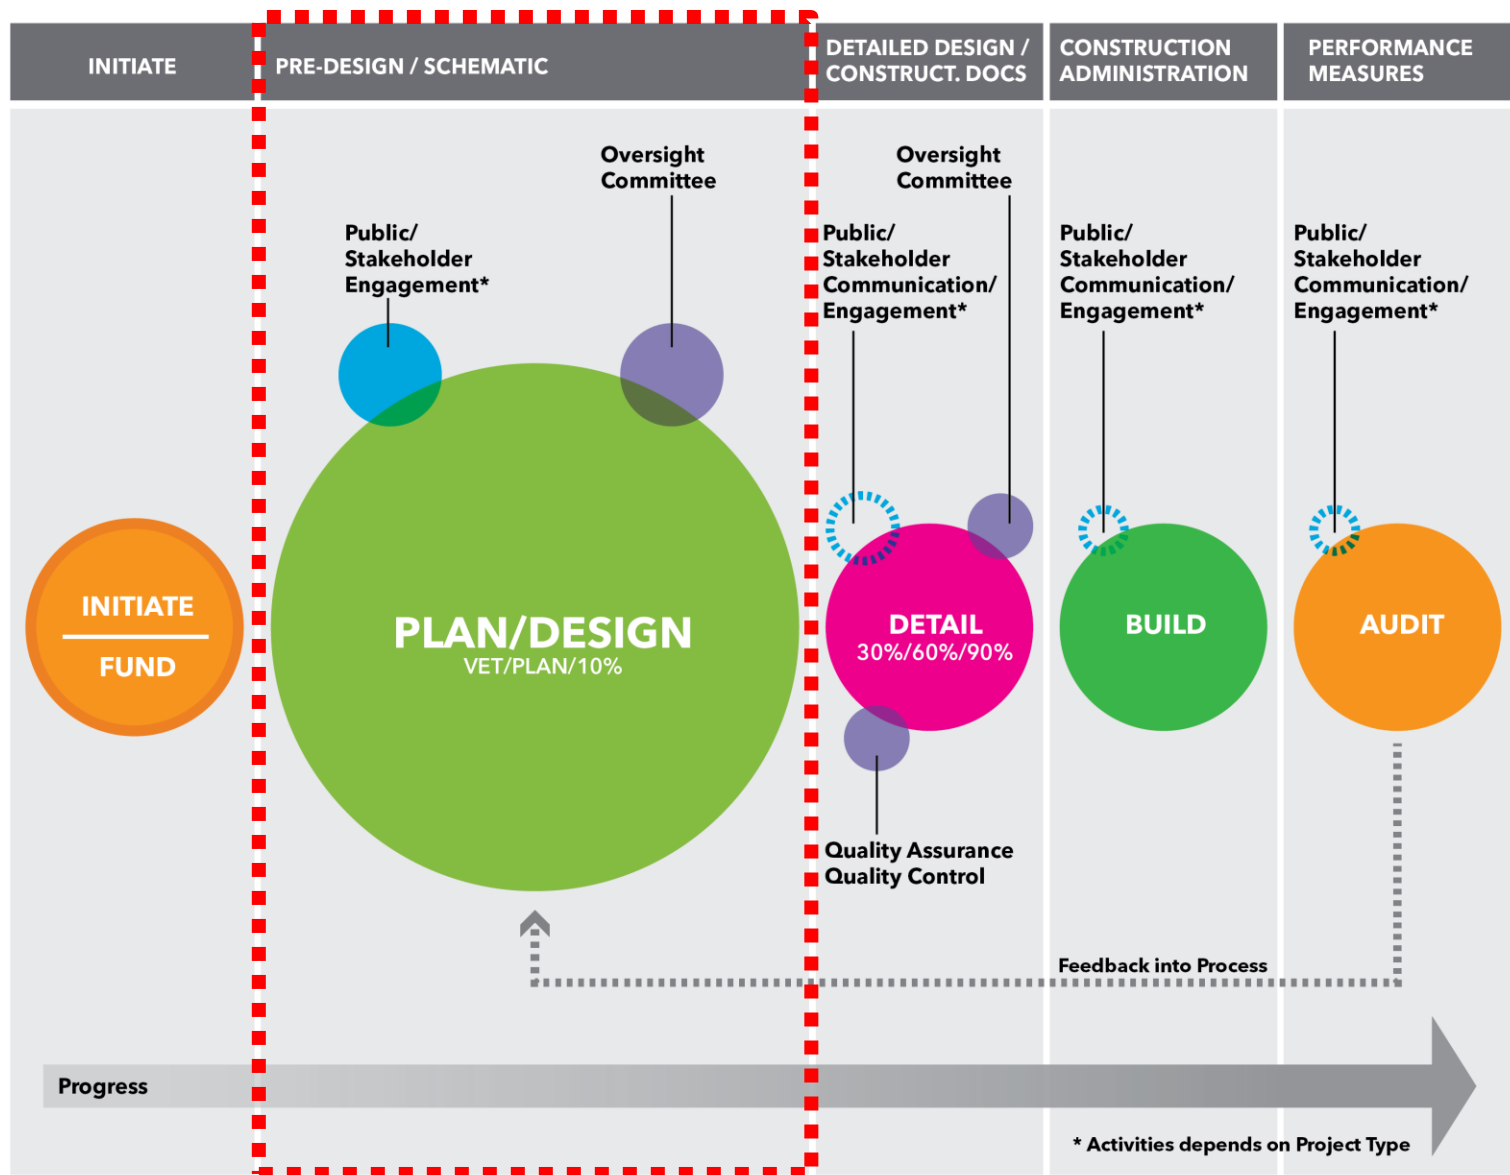 INITIATE
PRE-DESIGN / SCHEMATIC
DETAILED DESIGN /
CONSTRUCT. DOCS
CONSTRUCTION
ADMINISTRATION
PERFORMANCE
MEASURES
Public/
Stakeholder
Engagement*
Oversight
Committee
Public/
Stakeholder
Communication/
Engagement*
Oversight
Committee
Public/
Stakeholder
Communication/
Engagement*
Public/
Stakeholder
Communication/
Engagement*
INITIATE
FUND
PLAN/DESIGN
VET/PLAN/10%
DETAIL
30%/60%/90%
BUILD
AUDIT
Quality Assurance
Quality Control
Feedback into Process
Progress
* Activities depends on Project Type